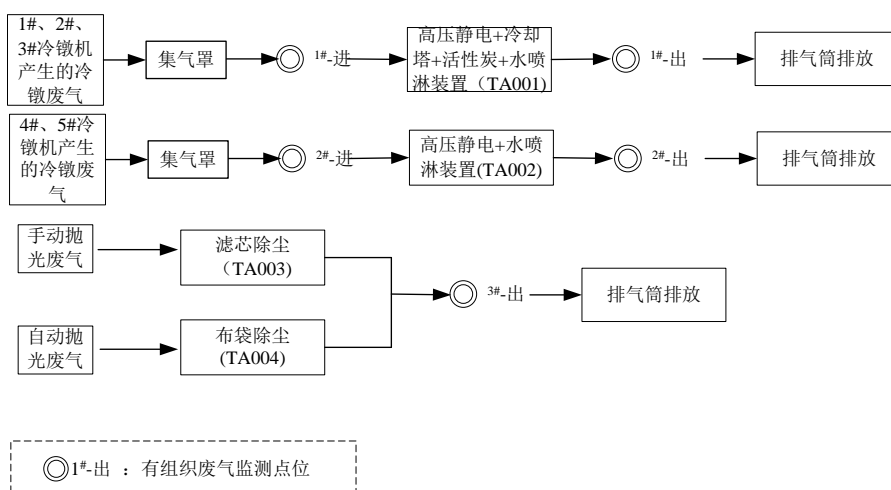 1#、2#、
3#冷镦机
产生的冷
镦废气
集气罩
1#-进
高压静电+冷却
塔+活性炭+水喷
淋装置（TA001)
1#-出
排气筒排放
4#、5#冷
镦机产生
的冷镦废
气
集气罩
2#-进
高压静电+水喷
淋装置(TA002)
2#-出
排气筒排放
手动抛
光废气
滤芯除尘
（TA003)
3#-出
排气筒排放
自动抛
光废气
布袋除尘
(TA004)
1#-出 ：有组织废气监测点位